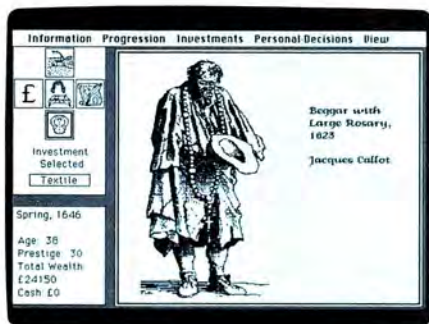 Information Progression Investments Personal-Decisions View
£
Investment
Selected
Textile
Spring, 1646
Age: 38
Prestige: 30
Total Wealth
£24150
Cash £0
Beggar with
Large Rosary,
1623
Jacques Callot